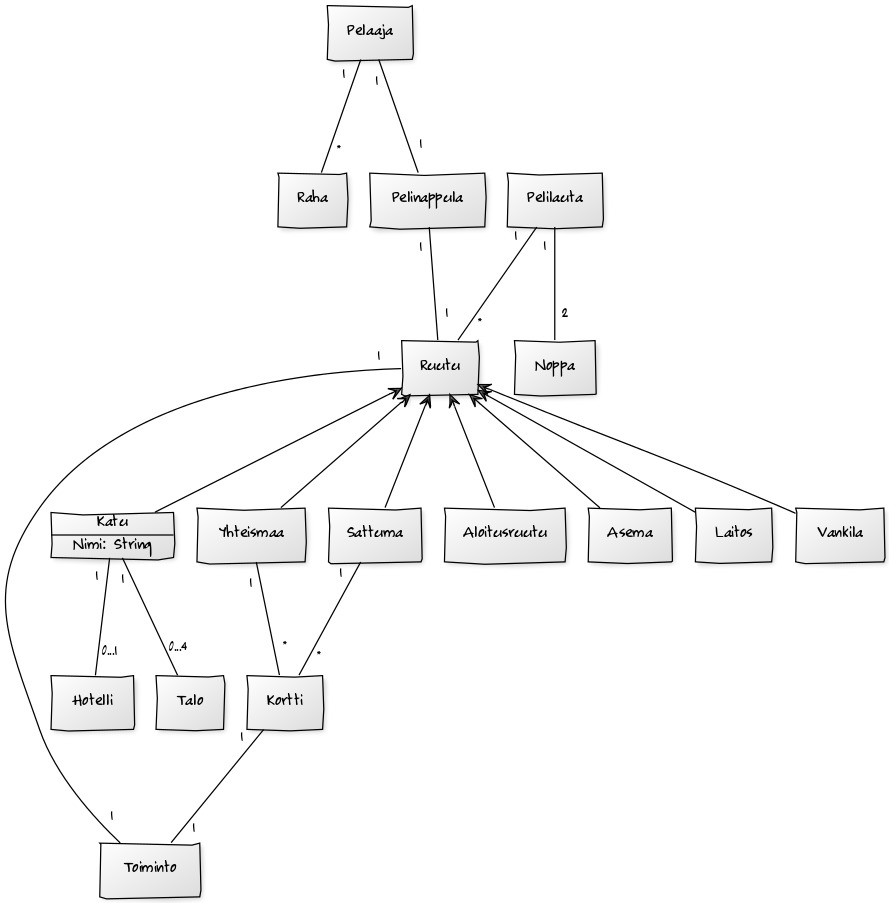 Pelaaja
1
1
*
1
Raha
Pelinappula
Pelilauta
1
1
1
1
*
2
1
Ruutu
Noppa
Katu
Nimi: String
Yhteismaa
Sattuma
Aloitusruutu
Asema
Laitos
Vankila
1
1
1
1
0...1
0...4
*
*
Hotelli
Talo
Kortti
1
1
1
Toiminto